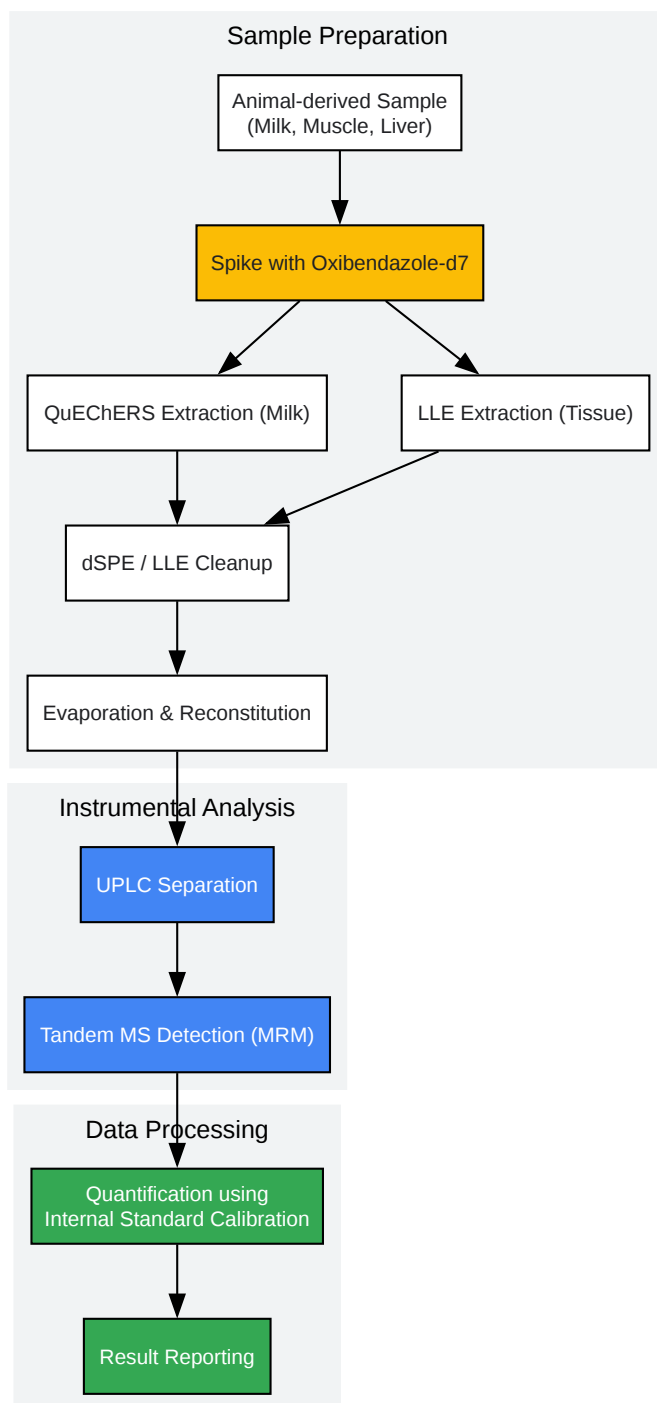 Sample Preparation
Animal-derived Sample
(Milk, Muscle, Liver)
Spike with Oxibendazole-d7
QuEChERS Extraction (Milk)
LLE Extraction (Tissue)
dSPE / LLE Cleanup
Evaporation & Reconstitution
Instrumental Analysis
UPLC Separation
Tandem MS Detection (MRM)
Data Processing
Quantification using
Internal Standard Calibration
Result Reporting